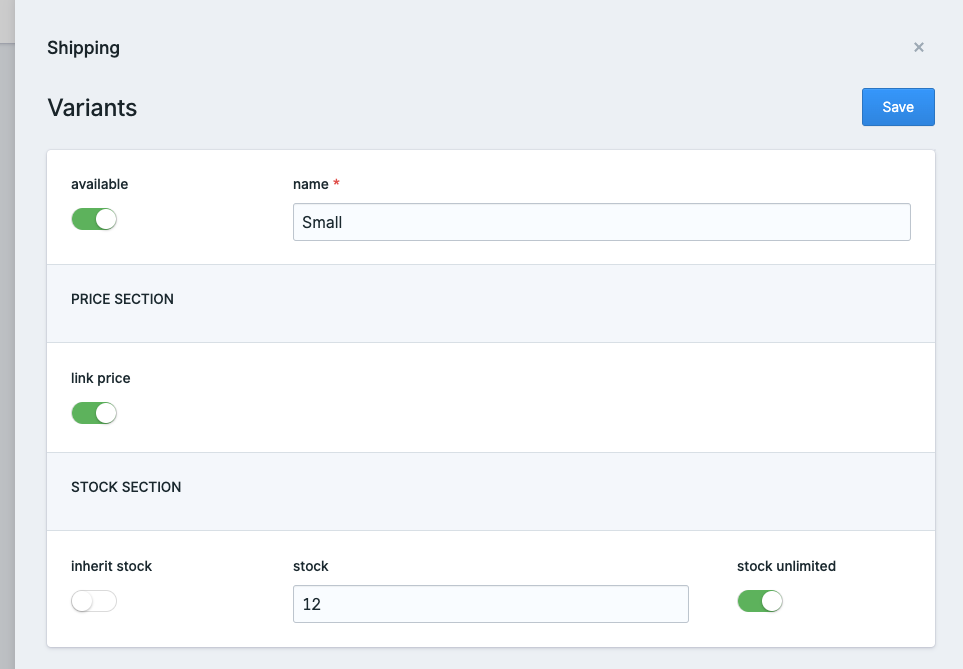 Shipping
×
Variants
Save
available
name *
Small
PRICE SECTION
link price
STOCK SECTION
inherit stock
stock
stock unlimited
12